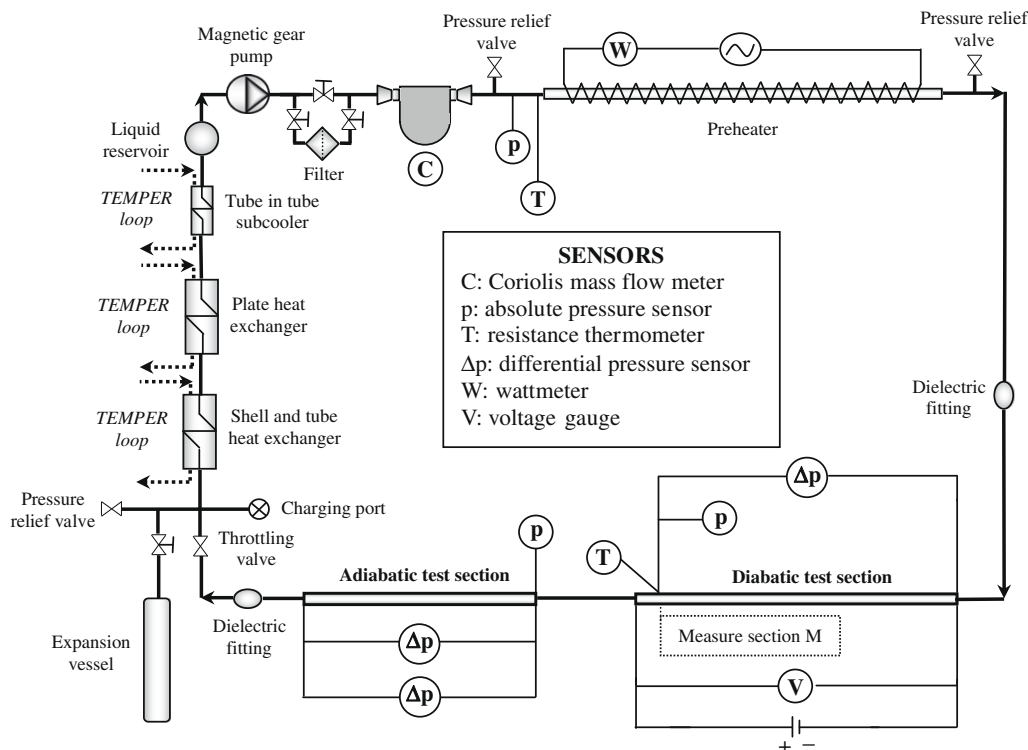 Pressure relief
valve
Pressure relief
valve
Magnetic gear
pump
W
Preheater
Liquid
reservoir
Filter
C
p
T
TEMPER
loop
Tube in tube
subcooler
TEMPER
loop
Plate heat
exchanger
TEMPER
loop
Shell and tube
heat exchanger
SENSORS
C: Coriolis mass flow meter
p: absolute pressure sensor
T: resistance thermometer
Δp: differential pressure sensor
W: wattmeter
V: voltage gauge
Dielectric
fitting
Pressure
relief valve
Charging port
Throttling
valve
Expansion
vessel
Dielectric
fitting
Adiabatic test section
p
Δp
Δp
T
p
Δp
Diabatic test section
Measure section M
V
+ −